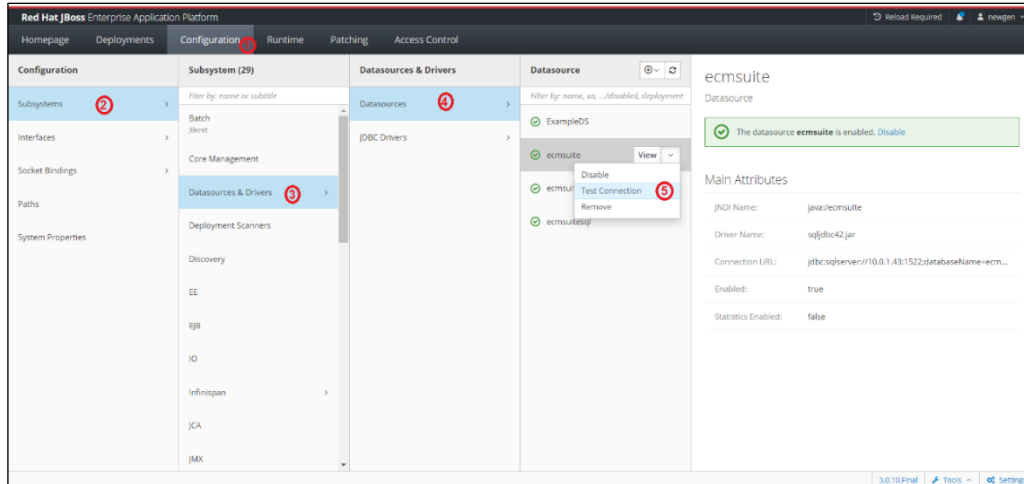 Red Hat JBoss Enterprise Application Platform
Reload Required
newgen
Homepage Deployments Configuration Runtime Patching Access Control
1
Configuration
Subsystems
2
Interfaces
Socket Bindings
Paths
System Properties
Subsystem (29)
Filter by: name or subtitle
Batch
JBeret
Core Management
Datasources & Drivers
3
Deployment Scanners
Discovery
EE
EJB
IO
Infinispan
JCA
JMX
Datasources & Drivers
Datasources
4
JDBC Drivers
Datasource
Filter by: name, xa, .../disabled, deployment
ExampleDS
ecmsuite
View
Disable
Test Connection
5
Remove
ecmsui
ecmsuitesql
ecmsuite
Datasource
The datasource ecmsuite is enabled. Disable
Main Attributes
JNDI Name: java:/ecmsuite
Driver Name: sqljdbc42.jar
Connection URL: jdbc:sqlserver://10.0.1.43:1522;databaseName=ecm...
Enabled: true
Statistics Enabled: false
3.0.10.Final Tools Settings